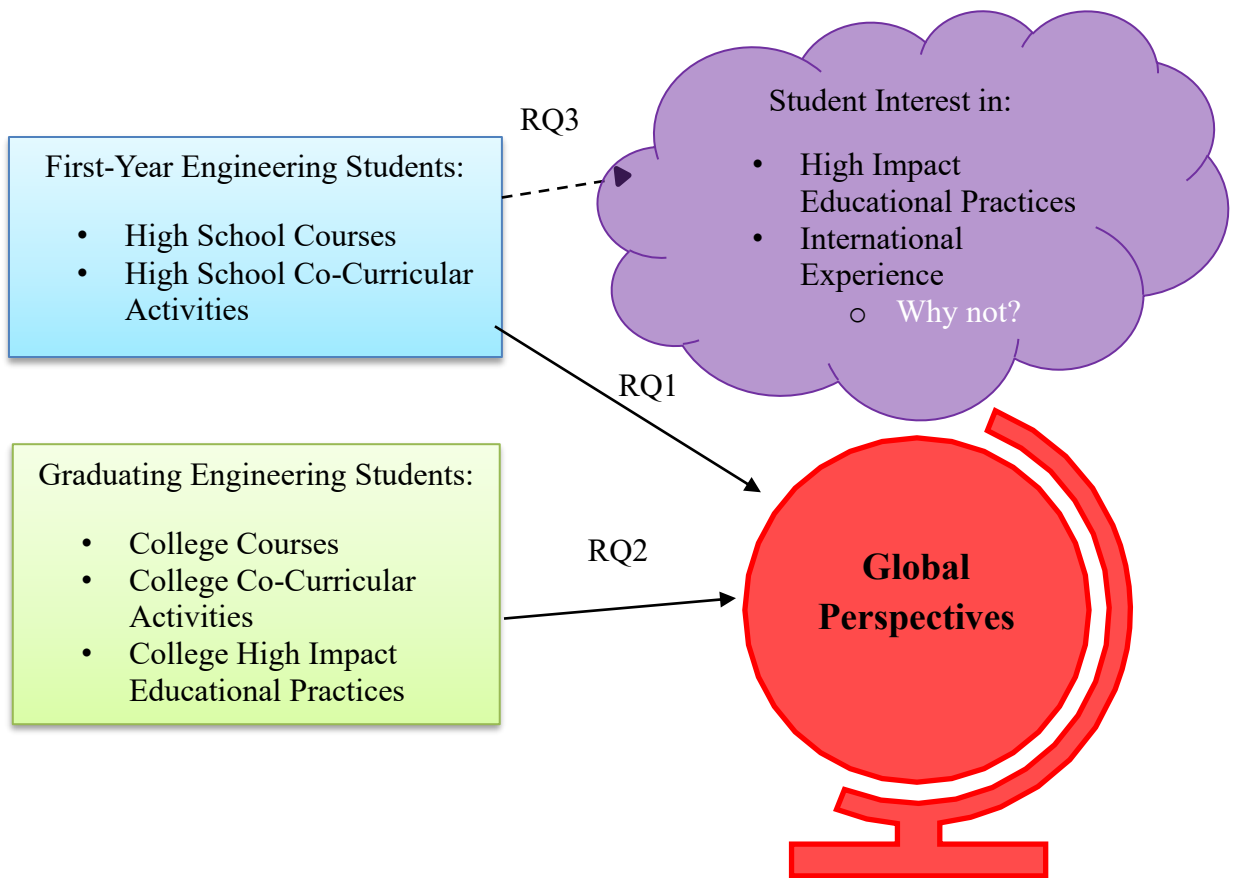 RQ3
First-Year Engineering Students:
• High School Courses
• High School Co-Curricular
Activities
Student Interest in:
• High Impact
Educational Practices
• International
Experience
o Why not?
RQ1
Graduating Engineering Students:
• College Courses
• College Co-Curricular
Activities
• College High Impact
Educational Practices
RQ2
Global
Perspectives